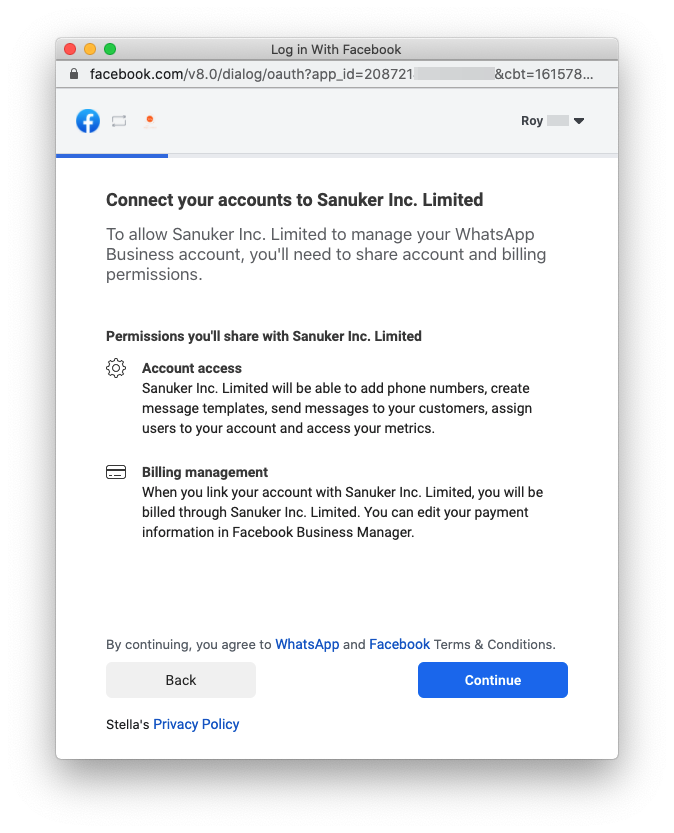 Log in With Facebook
facebook.com/v8.0/dialog/oauth?app_id=208721 &cbt=161578...
Roy
Connect your accounts to Sanuker Inc. Limited
To allow Sanuker Inc. Limited to manage your WhatsApp
Business account, you'll need to share account and billing
permissions.
Permissions you'll share with Sanuker Inc. Limited
Account access
Sanuker Inc. Limited will be able to add phone numbers, create
message templates, send messages to your customers, assign
users to your account and access your metrics.
Billing management
When you link your account with Sanuker Inc. Limited, you will be
billed through Sanuker Inc. Limited. You can edit your payment
information in Facebook Business Manager.
By continuing, you agree to WhatsApp and Facebook Terms & Conditions.
Back
Continue
Stella's Privacy Policy